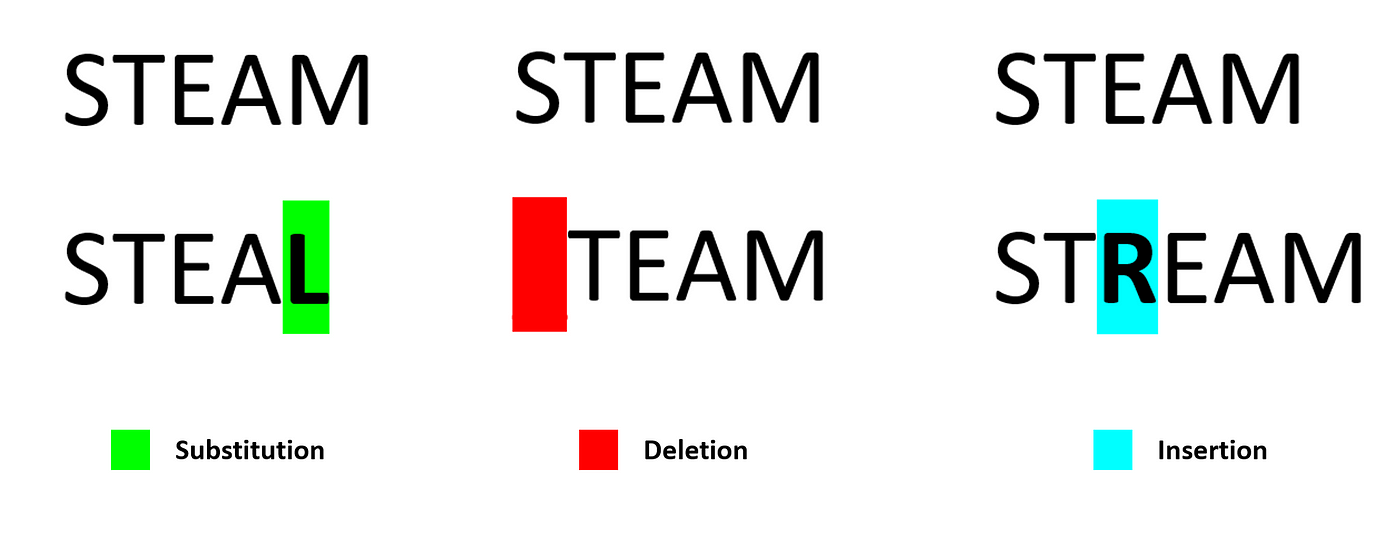 STEAM STEAM STEAM
STEAL TEAM STREAM
Substitution Deletion Insertion